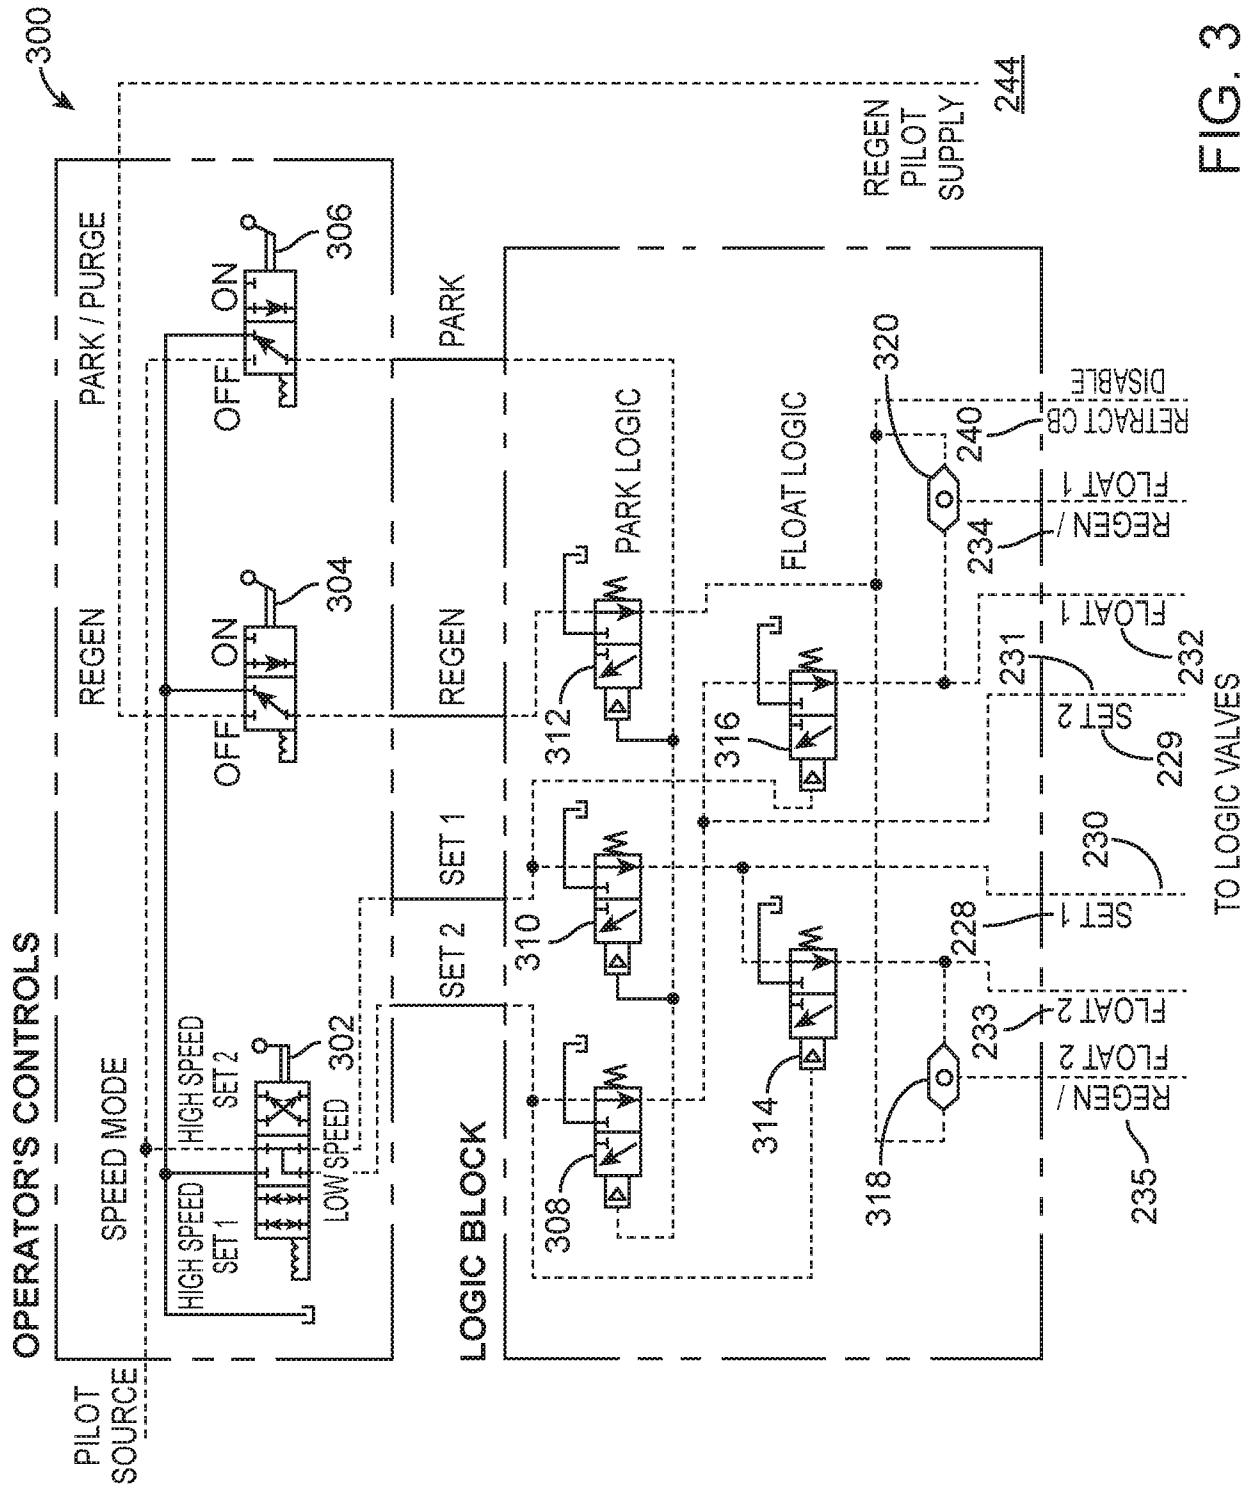 300
OPERATOR'S CONTROLS
PILOT
SOURCE
SPEED MODE
REGEN
PARK / PURGE
HIGH SPEED
SET 1
HIGH SPEED
SET 2
LOW SPEED
302
OFF
ON
304
OFF
ON
306
SET 2
SET 1
REGEN
PARK
REGEN
PILOT
SUPPLY
244
LOGIC BLOCK
308
310
312
PARK LOGIC
314
316
FLOAT LOGIC
318
320
235
REGEN /
FLOAT 2
233
FLOAT 2
228
SET 1
230
229
SET 2
231
232
FLOAT 1
234
REGEN /
FLOAT 1
240
RETRACT CB
DISABLE
TO LOGIC VALVES
FIG. 3